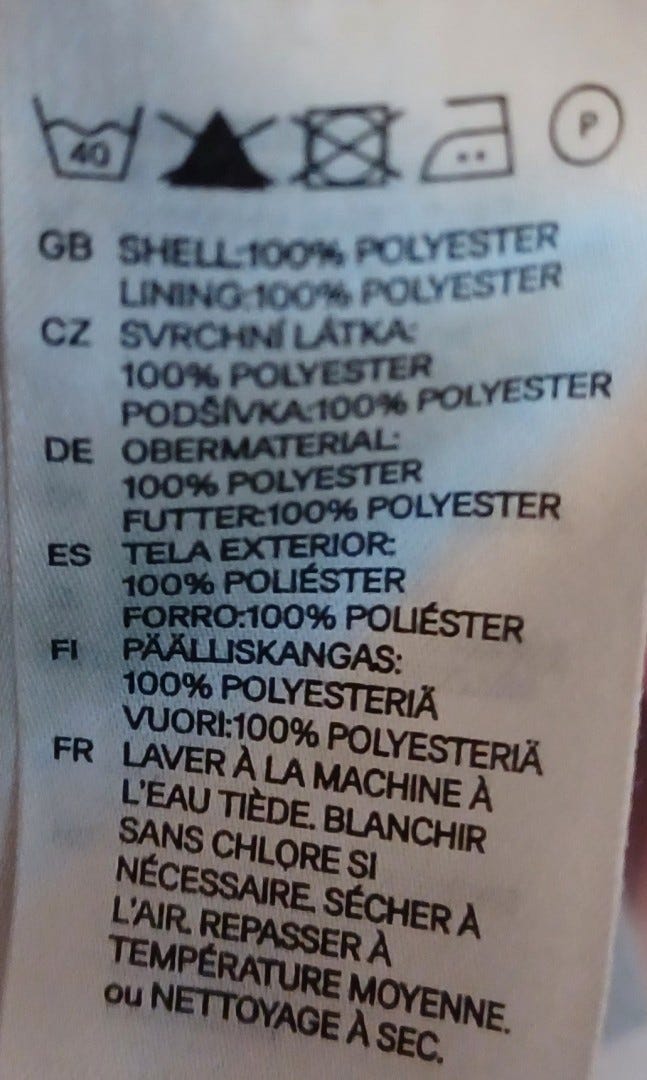 40 P
GB SHELL:100% POLYESTER
LINING:100% POLYESTER
CZ SVRCHNÍ LÁTKA:
100% POLYESTER
PODŠÍVKA:100% POLYESTER
DE OBERMATERIAL:
100% POLYESTER
FUTTER:100% POLYESTER
ES TELA EXTERIOR:
100% POLIÉSTER
FORRO:100% POLIÉSTER
FI PÄÄLLISKANGAS:
100% POLYESTERIÄ
VUORI:100% POLYESTERIÄ
FR LAVER À LA MACHINE À
L'EAU TIÈDE. BLANCHIR
SANS CHLORE SI
NÉCESSAIRE. SÉCHER À
L'AIR. REPASSER À
TEMPÉRATURE MOYENNE.
ou NETTOYAGE À SEC.